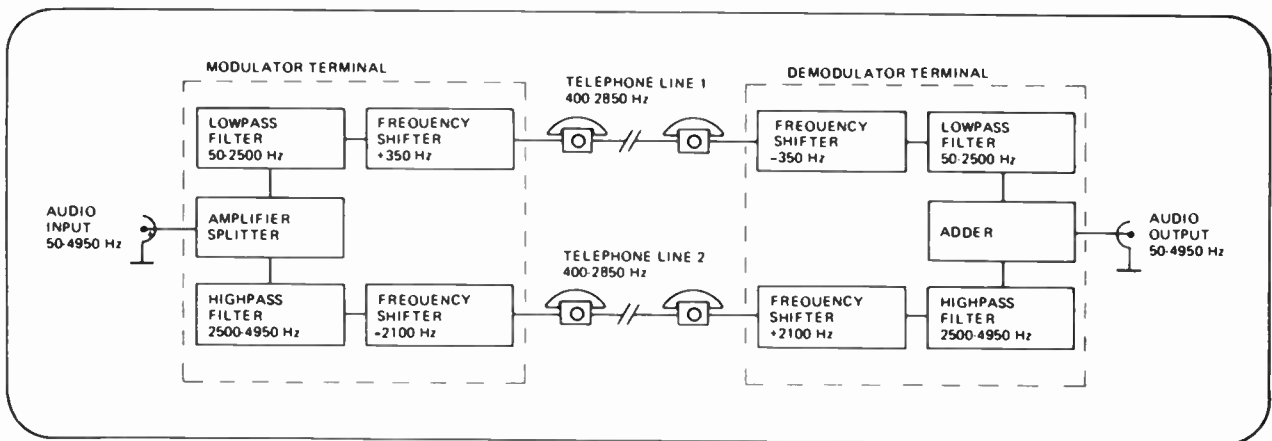 MODULATOR TERMINAL
LOWPASS
FILTER
50-2500 Hz
FREQUENCY
SHIFTER
+350 Hz
TELEPHONE LINE 1
400-2850 Hz
DEMODULATOR TERMINAL
FREQUENCY
SHIFTER
-350 Hz
LOWPASS
FILTER
50-2500 Hz
AUDIO
INPUT
50-4950 Hz
AMPLIFIER
SPLITTER
ADDER
AUDIO
OUTPUT
50-4950 Hz
HIGHPASS
FILTER
2500-4950 Hz
FREQUENCY
SHIFTER
-2100 Hz
TELEPHONE LINE 2
400-2850 Hz
FREQUENCY
SHIFTER
+2100 Hz
HIGHPASS
FILTER
2500-4950 Hz